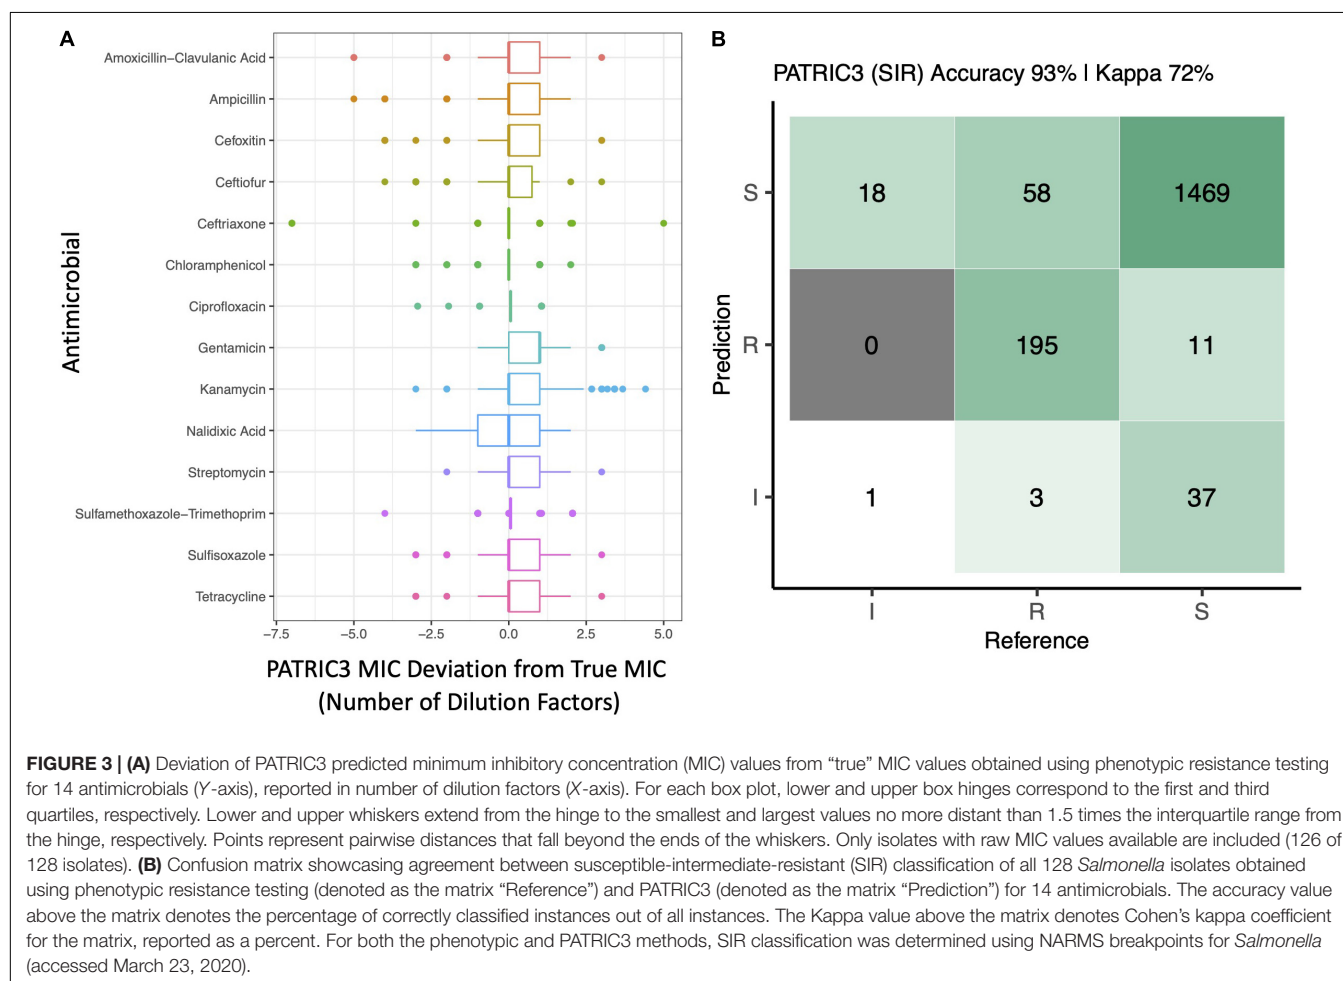 A
Antimicrobial
Amoxicillin–Clavulanic Acid
Ampicillin
Cefoxitin
Ceftiofur
Ceftriaxone
Chloramphenicol
Ciprofloxacin
Gentamicin
Kanamycin
Nalidixic Acid
Streptomycin
Sulfamethoxazole–Trimethoprim
Sulfisoxazole
Tetracycline
−7.5 −5.0 −2.5 0.0 2.5 5.0
PATRIC3 MIC Deviation from True MIC
(Number of Dilution Factors)
B
PATRIC3 (SIR) Accuracy 93% | Kappa 72%
Prediction
S 18 58 1469
R 0 195 11
I 1 3 37
I R S
Reference
FIGURE 3 | (A) Deviation of PATRIC3 predicted minimum inhibitory concentration (MIC) values from “true” MIC values obtained using phenotypic resistance testing
for 14 antimicrobials (Y-axis), reported in number of dilution factors (X-axis). For each box plot, lower and upper box hinges correspond to the first and third
quartiles, respectively. Lower and upper whiskers extend from the hinge to the smallest and largest values no more distant than 1.5 times the interquartile range from
the hinge, respectively. Points represent pairwise distances that fall beyond the ends of the whiskers. Only isolates with raw MIC values available are included (126 of
128 isolates). (B) Confusion matrix showcasing agreement between susceptible-intermediate-resistant (SIR) classification of all 128 Salmonella isolates obtained
using phenotypic resistance testing (denoted as the matrix “Reference”) and PATRIC3 (denoted as the matrix “Prediction”) for 14 antimicrobials. The accuracy value
above the matrix denotes the percentage of correctly classified instances out of all instances. The Kappa value above the matrix denotes Cohen’s kappa coefficient
for the matrix, reported as a percent. For both the phenotypic and PATRIC3 methods, SIR classification was determined using NARMS breakpoints for Salmonella
(accessed March 23, 2020).